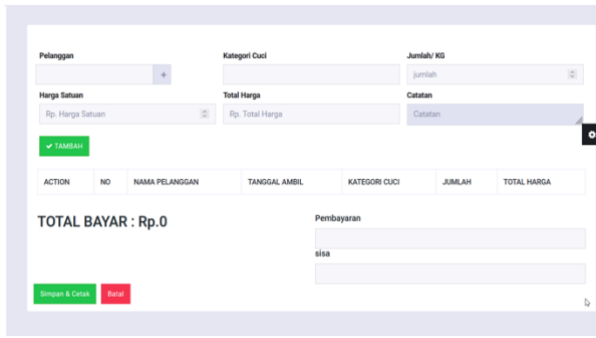 Pelanggan Kategori Cuci Jumlah/ KG
+ jumlah
Harga Satuan Total Harga Catatan
Rp. Harga Satuan Rp. Total Harga Catatan
TAMBAH
ACTION NO NAMA PELANGGAN TANGGAL AMBIL KATEGORI CUCI JUMLAH TOTAL HARGA
TOTAL BAYAR : Rp.0
Pembayaran
sisa
Simpan & Cetak Batal